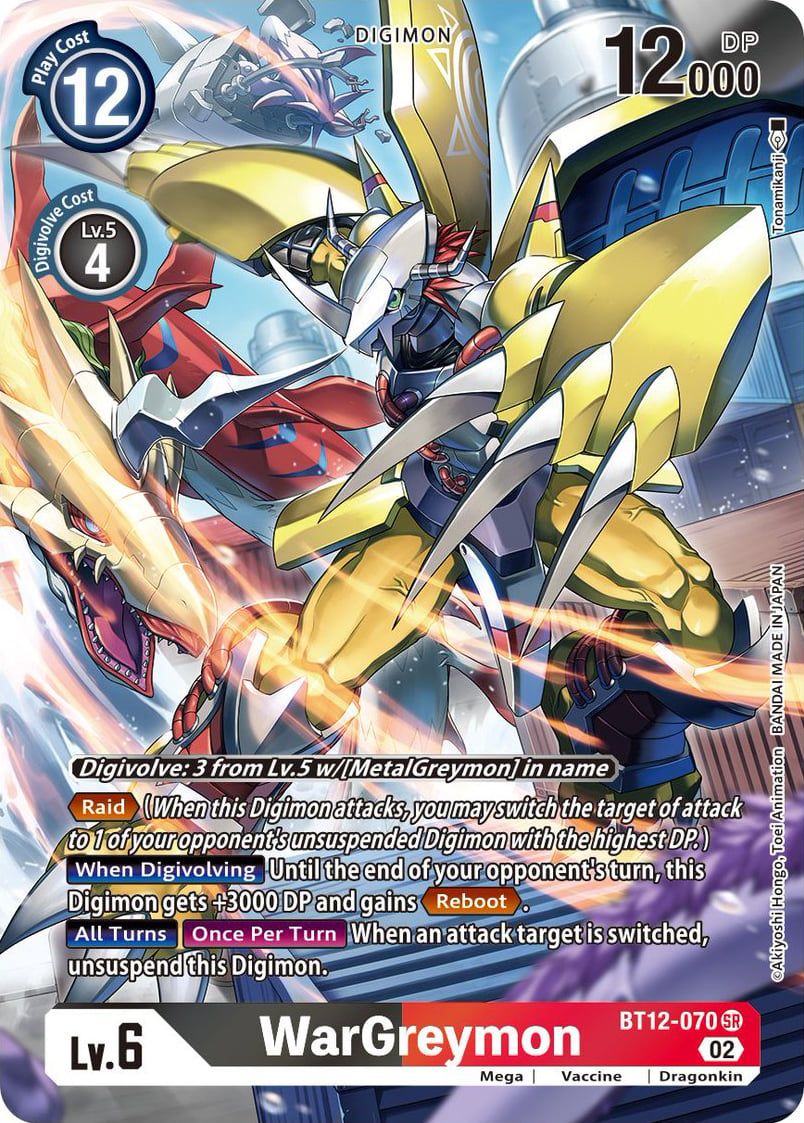 DIGIMON
Play Cost
12
12000
DP
Digivolve Cost
Lv.5
4
Tonamikanji
Digivolve: 3 from Lv.5 w/[MetalGreymon] in name
Raid (When this Digimon attacks, you may switch the target of attack
to 1 of your opponent's unsuspended Digimon with the highest DP.)
When Digivolving Until the end of your opponent's turn, this
Digimon gets +3000 DP and gains Reboot.
All Turns Once Per Turn When an attack target is switched,
unsuspend this Digimon.
©Akiyoshi Hongo, Toei Animation BANDAI MADE IN JAPAN
Lv.6
WarGreymon
BT12-070 SR
02
Mega | Vaccine | Dragonkin